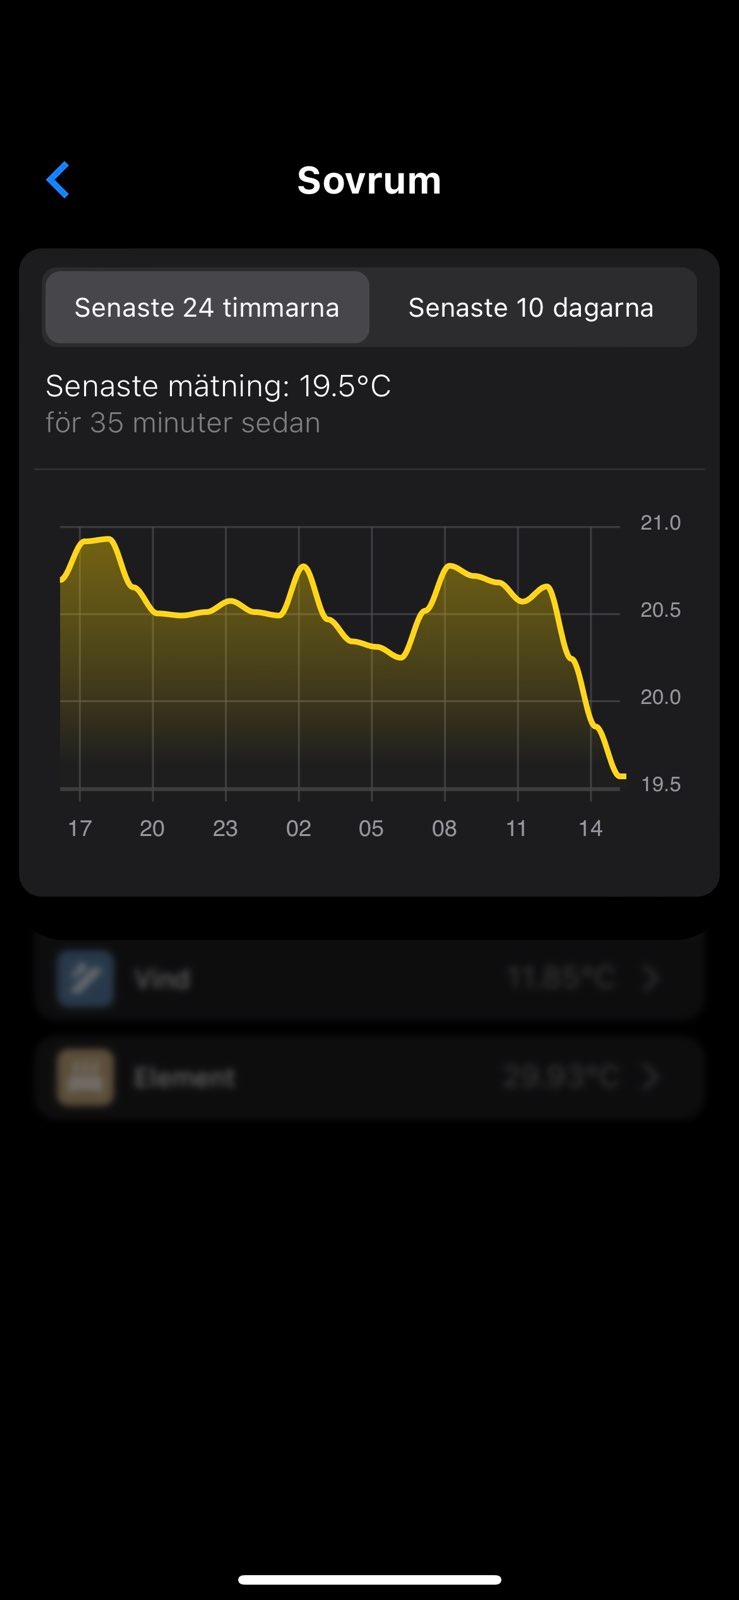 Sovrum
Senaste 24 timmarna
Senaste 10 dagarna
Senaste mätning: 19.5°C
för 35 minuter sedan
21.0
20.5
20.0
19.5
17 20 23 02 05 08 11 14
Vind 11.85°C
Element 29.93°C